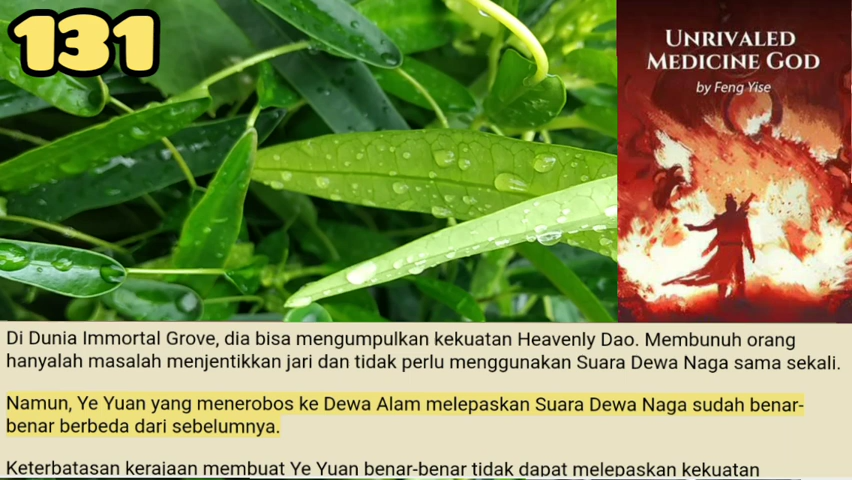 131
UNRIVALED
MEDICINE GOD
by Feng Yise
Di Dunia Immortal Grove, dia bisa mengumpulkan kekuatan Heavenly Dao. Membunuh orang
hanyalah masalah menjentikkan jari dan tidak perlu menggunakan Suara Dewa Naga sama sekali.
Namun, Ye Yuan yang menerobos ke Dewa Alam melepaskan Suara Dewa Naga sudah benar-
benar berbeda dari sebelumnya.
Keterbatasan kerajaan membuat Ye Yuan benar-benar tidak dapat melepaskan kekuatan